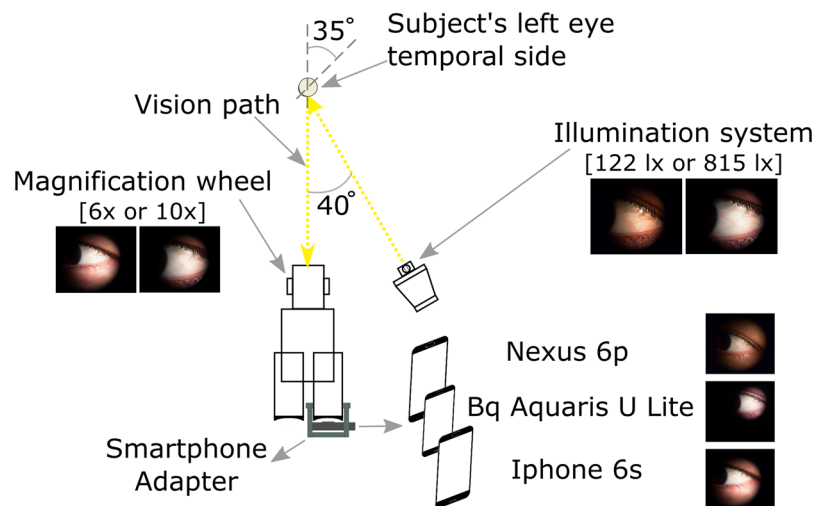 35°
Subject's left eye
temporal side
Vision path
Illumination system
[122 lx or 815 lx]
Magnification wheel
[6x or 10x]
40°
Nexus 6p
Bq Aquaris U Lite
Smartphone
Adapter
Iphone 6s